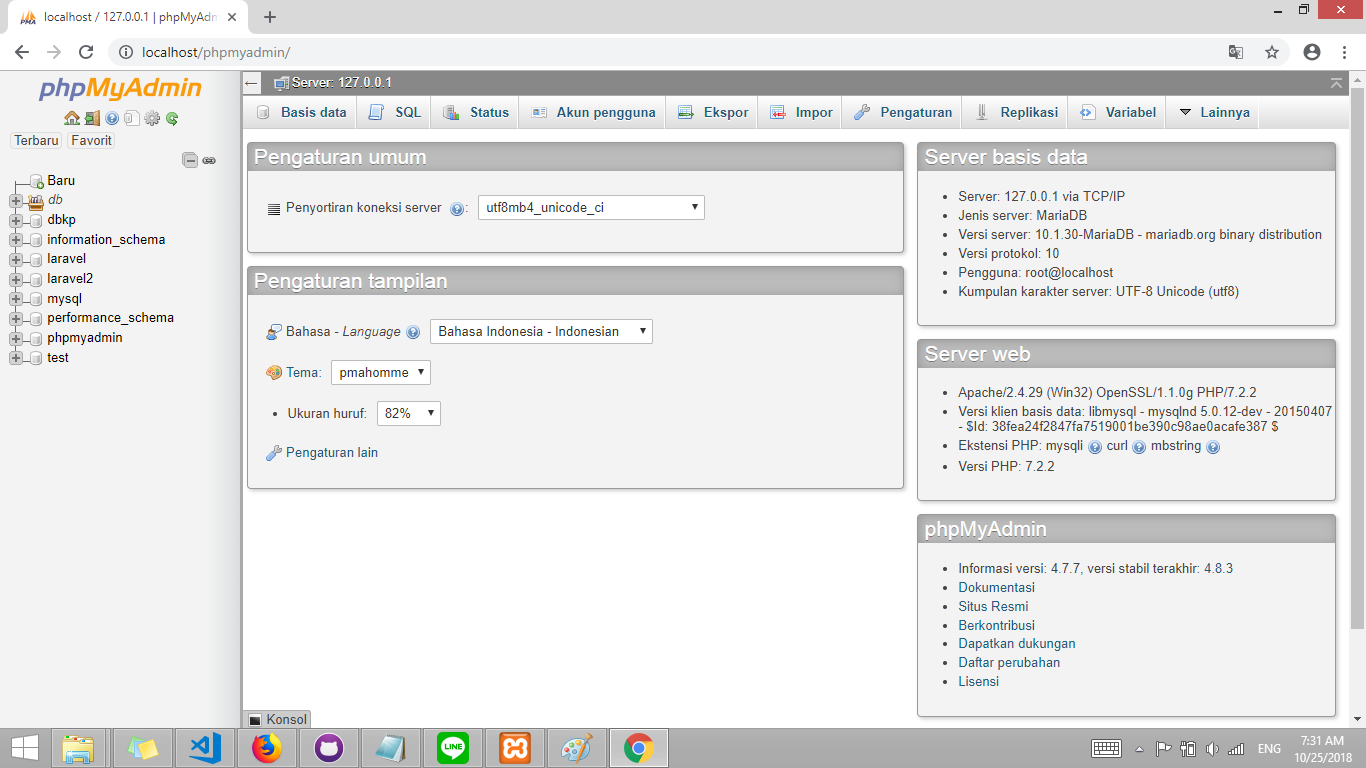 localhost / 127.0.0.1 | phpMyAdm
localhost/phpmyadmin/
phpMyAdmin
Terbaru Favorit
Baru
db
dbkp
information_schema
laravel
laravel2
mysql
performance_schema
phpmyadmin
test
Server: 127.0.0.1
Basis data SQL Status Akun pengguna Ekspor Impor Pengaturan Replikasi Variabel Lainnya
Pengaturan umum
Penyortiran koneksi server : utf8mb4_unicode_ci
Pengaturan tampilan
Bahasa - Language Bahasa Indonesia - Indonesian
Tema: pmahomme
Ukuran huruf: 82%
Pengaturan lain
Server basis data
Server: 127.0.0.1 via TCP/IP
Jenis server: MariaDB
Versi server: 10.1.30-MariaDB - mariadb.org binary distribution
Versi protokol: 10
Pengguna: root@localhost
Kumpulan karakter server: UTF-8 Unicode (utf8)
Server web
Apache/2.4.29 (Win32) OpenSSL/1.1.0g PHP/7.2.2
Versi klien basis data: libmysql - mysqlnd 5.0.12-dev - 20150407
- $Id: 38fea24f2847fa7519001be390c98ae0acafe387 $
Ekstensi PHP: mysqli curl mbstring
Versi PHP: 7.2.2
phpMyAdmin
Informasi versi: 4.7.7, versi stabil terakhir: 4.8.3
Dokumentasi
Situs Resmi
Berkontribusi
Dapatkan dukungan
Daftar perubahan
Lisensi
Konsol
LINE
ENG
7:31 AM
10/25/2018